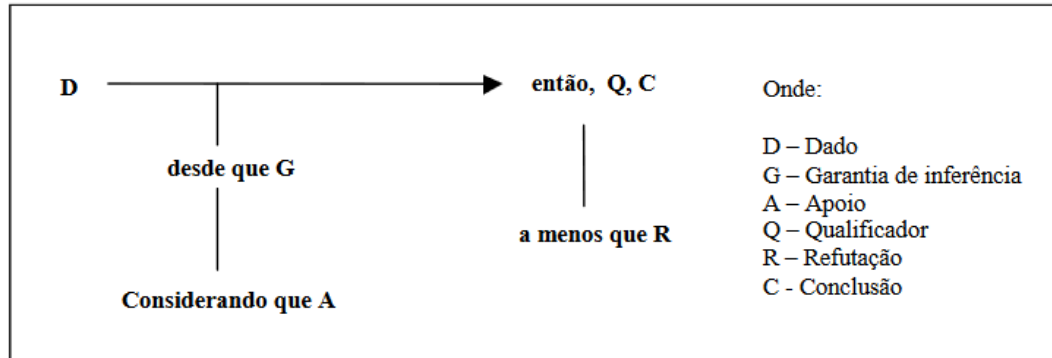 D
então, Q, C
desde que G
a menos que R
Considerando que A
Onde:
D – Dado
G – Garantia de inferência
A – Apoio
Q – Qualificador
R – Refutação
C - Conclusão